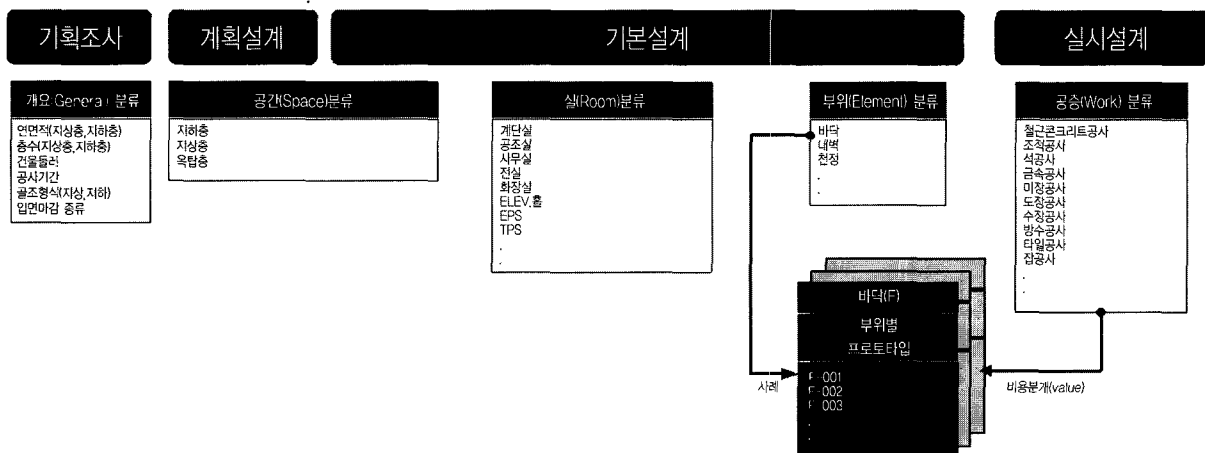 기획조사
계획설계
기본설계
실시설계
개요(General) 분류
연면적(지상층,지하층)
층수(지상층,지하층)
건물둘레
공사기간
골조형식(지상,지하)
입면마감 종류
공간(Space)분류
지하층
지상층
옥탑층
실(Room)분류
계단실
공조실
사무실
전실
화장실
ELEV.홀
EPS
TPS
.
.
부위(Element) 분류
바닥
내벽
천정
.
.
공종(Work) 분류
철근콘크리트공사
조적공사
석공사
금속공사
미장공사
도장공사
수장공사
방수공사
타일공사
잡공사
.
.
바닥(F)
부위별
프로토타입
F-001
F-002
F-003
.
.
사례
비용분개(value)